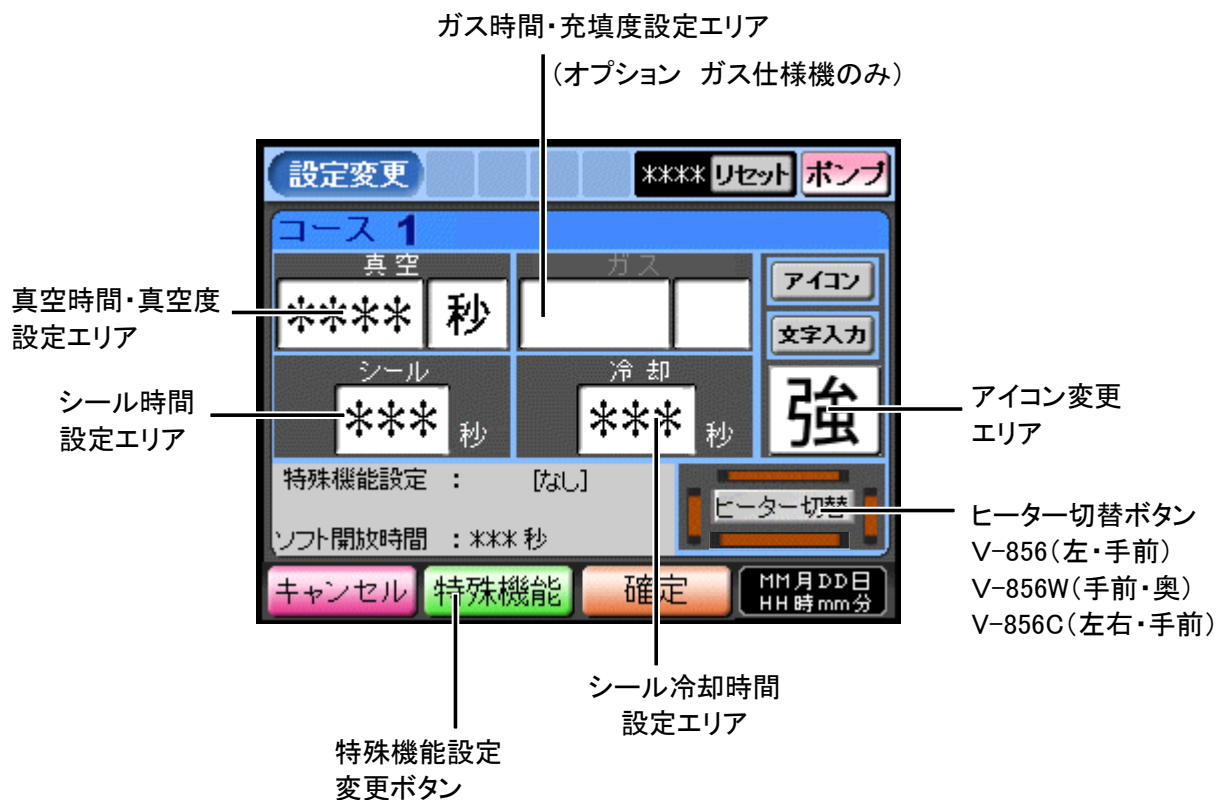 ガス時間・充填度設定エリア
（オプション　ガス仕様機のみ）
設定変更
**** リセット ポンプ
コース 1
真空
ガス
真空時間・真空度
設定エリア
**** 秒
アイコン
文字入力
シール
冷却
シール時間
設定エリア
*** 秒
*** 秒
強
アイコン変更
エリア
特殊機能設定 ： [なし]
ヒーター切替
ソフト開放時間 ：*** 秒
ヒーター切替ボタン
V-856（左・手前）
V-856W（手前・奥）
V-856C（左右・手前）
キャンセル 特殊機能 確定
MM月DD日
HH時mm分
シール冷却時間
設定エリア
特殊機能設定
変更ボタン